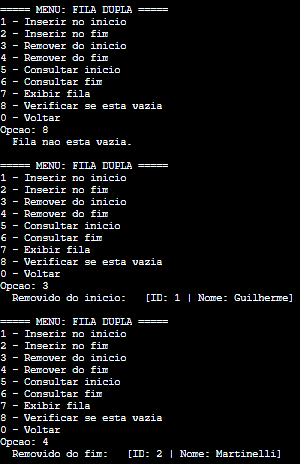 ===== MENU: FILA DUPLA =====
1 - Inserir no inicio
2 - Inserir no fim
3 - Remover do inicio
4 - Remover do fim
5 - Consultar inicio
6 - Consultar fim
7 - Exibir fila
8 - Verificar se esta vazia
0 - Voltar
Opcao: 8
  Fila nao esta vazia.

===== MENU: FILA DUPLA =====
1 - Inserir no inicio
2 - Inserir no fim
3 - Remover do inicio
4 - Remover do fim
5 - Consultar inicio
6 - Consultar fim
7 - Exibir fila
8 - Verificar se esta vazia
0 - Voltar
Opcao: 3
  Removido do inicio:   [ID: 1 | Nome: Guilherme]

===== MENU: FILA DUPLA =====
1 - Inserir no inicio
2 - Inserir no fim
3 - Remover do inicio
4 - Remover do fim
5 - Consultar inicio
6 - Consultar fim
7 - Exibir fila
8 - Verificar se esta vazia
0 - Voltar
Opcao: 4
  Removido do fim:   [ID: 2 | Nome: Martinelli]